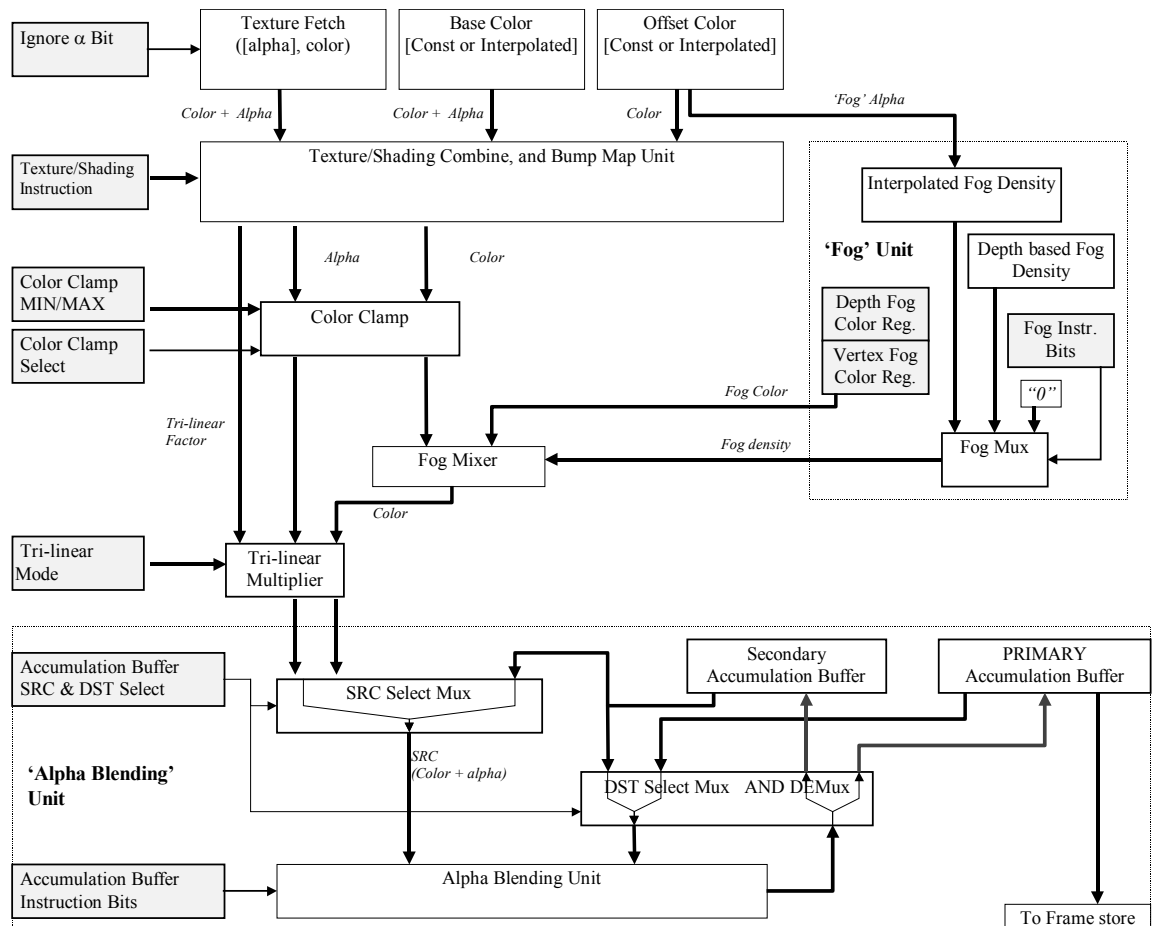 Ignore α Bit
Texture Fetch
([alpha], color)
Base Color
[Const or Interpolated]
Offset Color
[Const or Interpolated]
Color + Alpha
Color + Alpha
Color
‘Fog’ Alpha
Texture/Shading
Instruction
Texture/Shading Combine, and Bump Map Unit
Interpolated Fog Density
‘Fog’ Unit
Depth based Fog
Density
Alpha
Color
Color Clamp
MIN/MAX
Color Clamp
Color Clamp
Select
Depth Fog
Color Reg.
Vertex Fog
Color Reg.
Fog Instr.
Bits
“0”
Fog Color
Tri-linear
Factor
Fog Mixer
Fog density
Fog Mux
Color
Tri-linear
Mode
Tri-linear
Multiplier
Accumulation Buffer
SRC & DST Select
SRC Select Mux
Secondary
Accumulation Buffer
PRIMARY
Accumulation Buffer
‘Alpha Blending’
Unit
SRC
(Color + alpha)
DST Select Mux AND DEMux
Accumulation Buffer
Instruction Bits
Alpha Blending Unit
To Frame store